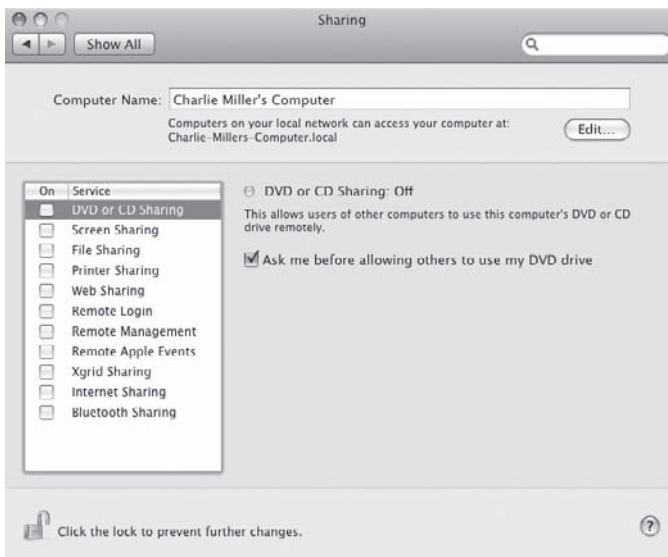 Sharing
Show All
Computer Name: Charlie Miller's Computer
Computers on your local network can access your computer at:
Charlie-Millers-Computer.local
Edit...
On Service
DVD or CD Sharing
Screen Sharing
File Sharing
Printer Sharing
Web Sharing
Remote Login
Remote Management
Remote Apple Events
Xgrid Sharing
Internet Sharing
Bluetooth Sharing
DVD or CD Sharing: Off
This allows users of other computers to use this computer's DVD or CD
drive remotely.
Ask me before allowing others to use my DVD drive
Click the lock to prevent further changes.
?